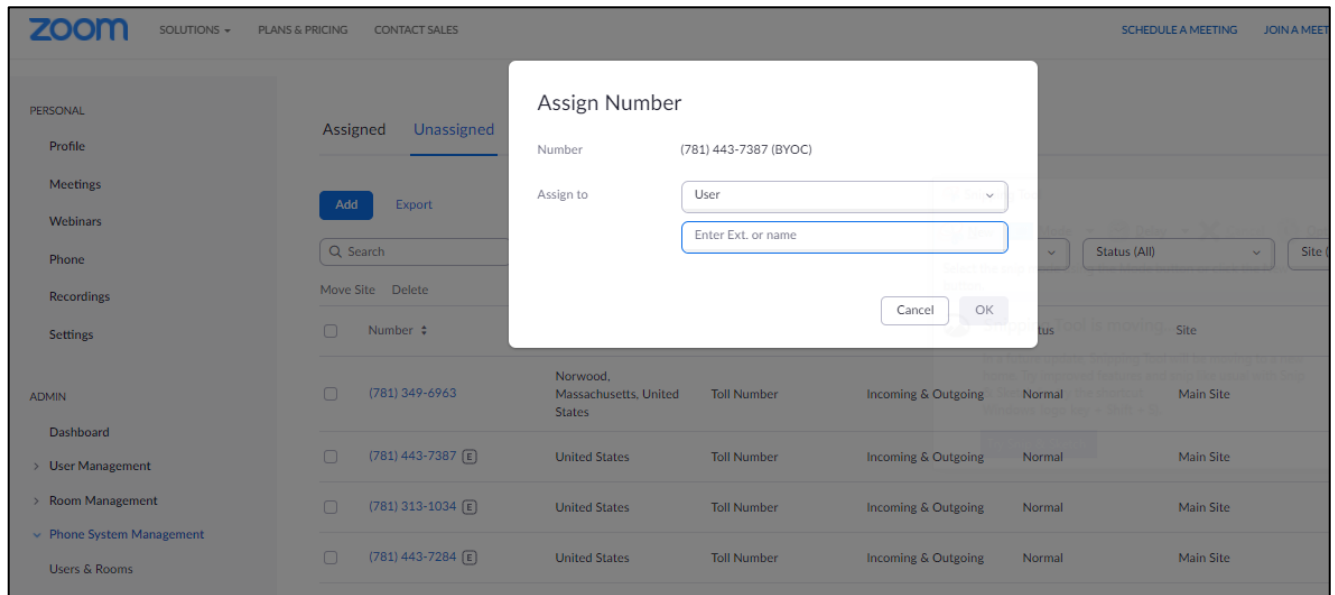 zoom SOLUTIONS PLANS & PRICING CONTACT SALES SCHEDULE A MEETING JOIN A MEET
PERSONAL
Profile
Meetings
Webinars
Phone
Recordings
Settings
ADMIN
Dashboard
User Management
Room Management
Phone System Management
Users & Rooms
Assigned Unassigned
Add Export
Search
Status (All) Site (
Move Site Delete
Number Site
Assign Number
Number (781) 443-7387 (BYOC)
Assign to User
Enter Ext. or name
Cancel OK
Snipping Tool is moving...
(781) 349-6963 Norwood, Massachusetts, United States Toll Number Incoming & Outgoing Normal Main Site
(781) 443-7387 E United States Toll Number Incoming & Outgoing Normal Main Site
(781) 313-1034 E United States Toll Number Incoming & Outgoing Normal Main Site
(781) 443-7284 E United States Toll Number Incoming & Outgoing Normal Main Site